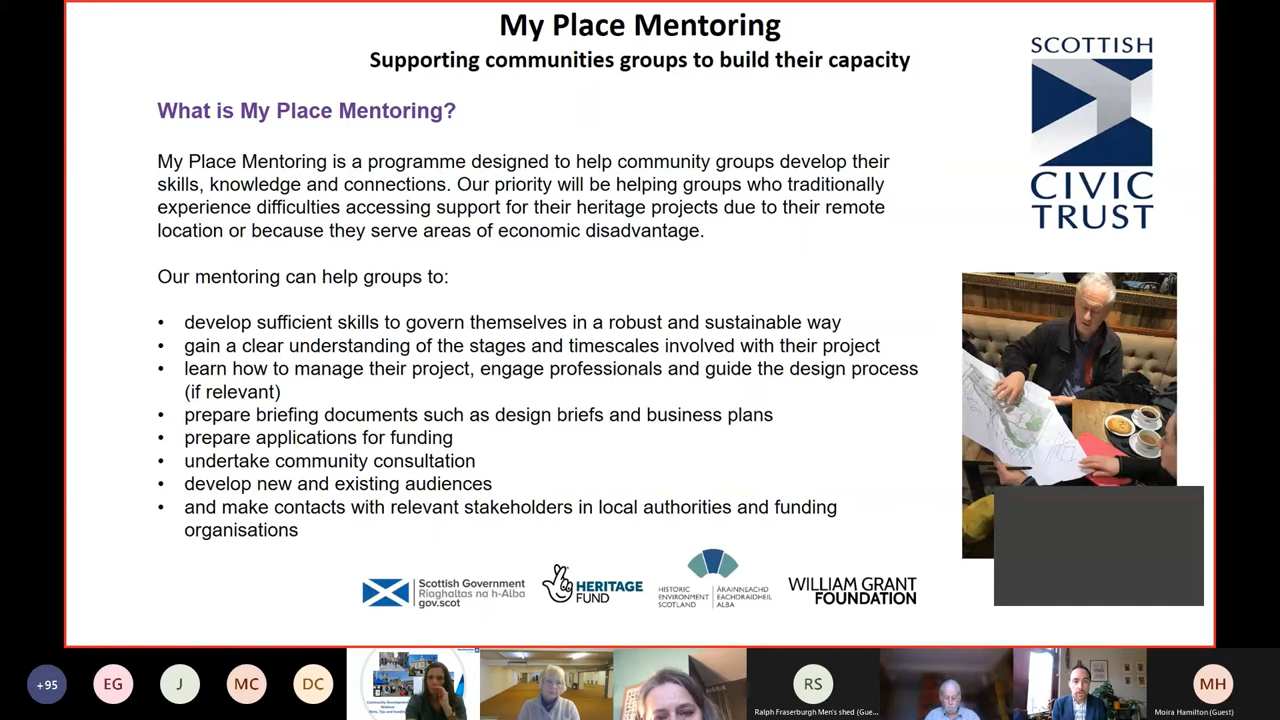 My Place Mentoring
Supporting communities groups to build their capacity
SCOTTISH
CIVIC
TRUST
What is My Place Mentoring?
My Place Mentoring is a programme designed to help community groups develop their
skills, knowledge and connections. Our priority will be helping groups who traditionally
experience difficulties accessing support for their heritage projects due to their remote
location or because they serve areas of economic disadvantage.
Our mentoring can help groups to:
• develop sufficient skills to govern themselves in a robust and sustainable way
• gain a clear understanding of the stages and timescales involved with their project
• learn how to manage their project, engage professionals and guide the design process
(if relevant)
• prepare briefing documents such as design briefs and business plans
• prepare applications for funding
• undertake community consultation
• develop new and existing audiences
• and make contacts with relevant stakeholders in local authorities and funding
organisations
Scottish Government
Riaghaltas na h-Alba
gov.scot
HERITAGE
FUND
HISTORIC
ENVIRONMENT
SCOTLAND
ÀRAINNEACHD
EACHDRAIDHEIL
ALBA
WILLIAM GRANT
FOUNDATION
+95
EG
J
MC
DC
Community Development
RS
Ralph Fraserburgh Men's shed (Gue...
MH
Moira Hamilton (Guest)